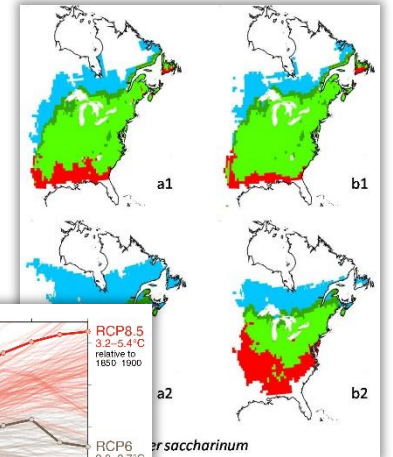 a1
b1
RCP8.5
3.2–5.4°C
relative to
1850 1900
a2
b2
RCP6
er saccharinum